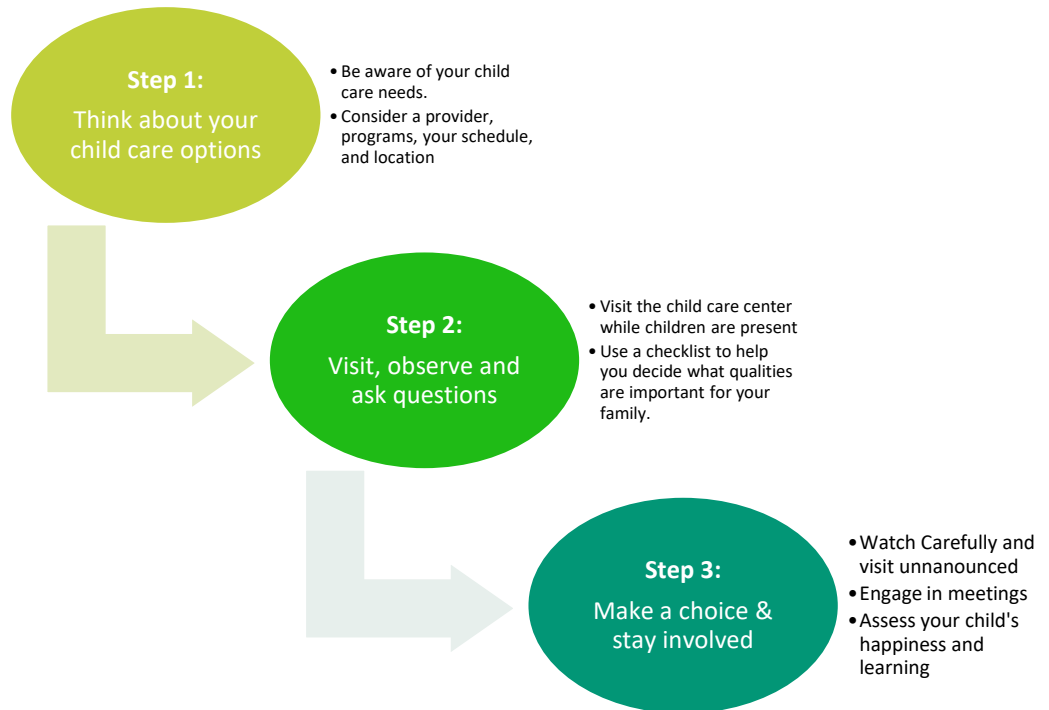 Step 1:
Think about your
child care options
• Be aware of your child
care needs.
• Consider a provider,
programs, your schedule,
and location
Step 2:
Visit, observe and
ask questions
• Visit the child care center
while children are present
• Use a checklist to help
you decide what qualities
are important for your
family.
Step 3:
Make a choice &
stay involved
• Watch Carefully and
visit unnanounced
• Engage in meetings
• Assess your child's
happiness and
learning